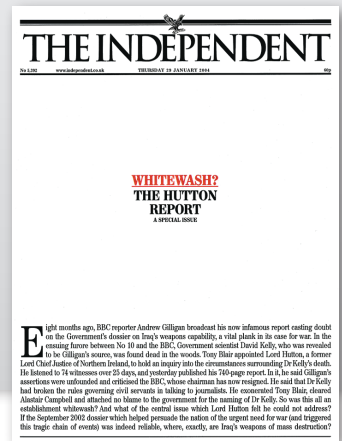 THE INDEPENDENT
No 5,392 www.independent.co.uk THURSDAY 29 JANUARY 2004 60p
WHITEWASH?
THE HUTTON
REPORT
A SPECIAL ISSUE
Eight months ago, BBC reporter Andrew Gilligan broadcast his now infamous report casting doubt
on the Government's dossier on Iraq's weapons capability, a vital plank in its case for war. In the
ensuing furore between No 10 and the BBC, Government scientist David Kelly, who was revealed
to be Gilligan's source, was found dead in the woods. Tony Blair appointed Lord Hutton, a former
Lord Chief Justice of Northern Ireland, to hold an inquiry into the circumstances surrounding Dr Kelly's death.
He listened to 74 witnesses over 25 days, and yesterday published his 740-page report. In it, he said Gilligan's
assertions were unfounded and criticised the BBC, whose chairman has now resigned. He said that Dr Kelly
had broken the rules governing civil servants in talking to journalists. He exonerated Tony Blair, cleared
Alastair Campbell and attached no blame to the government for the naming of Dr Kelly. So was this all an
establishment whitewash? And what of the central issue which Lord Hutton felt he could not address?
If the September 2002 dossier which helped persuade the nation of the urgent need for war (and triggered
this tragic chain of events) was indeed reliable, where, exactly, are Iraq's weapons of mass destruction?